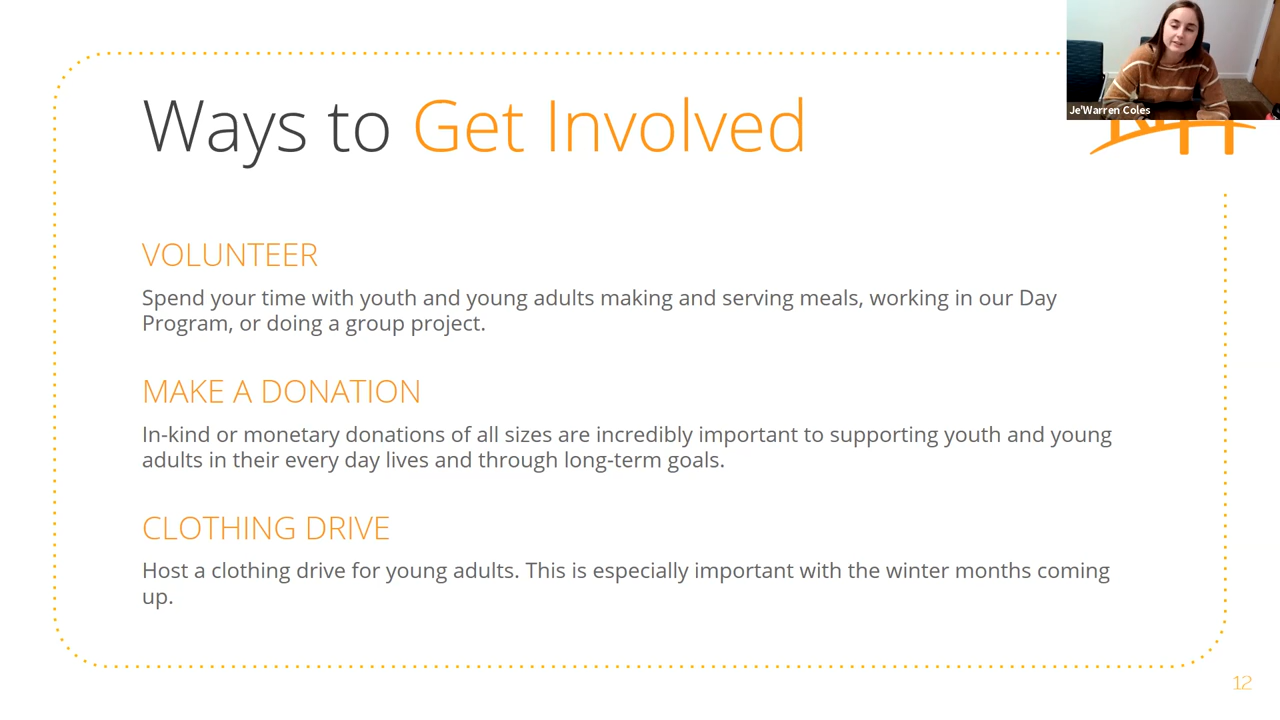 Je'Warren Coles
Ways to Get Involved
VOLUNTEER
Spend your time with youth and young adults making and serving meals, working in our Day
Program, or doing a group project.
MAKE A DONATION
In-kind or monetary donations of all sizes are incredibly important to supporting youth and young
adults in their every day lives and through long-term goals.
CLOTHING DRIVE
Host a clothing drive for young adults. This is especially important with the winter months coming
up.
12